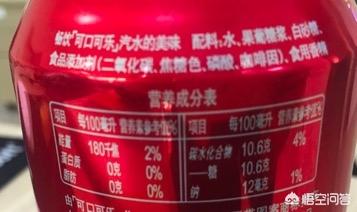 畅饮"可口可乐"汽水的美味 配料:水、果葡糖浆、白砂糖,
食品添加剂(二氧化碳、焦糖色、磷酸、咖啡因)、食用香精
营养成分表
项目 每100毫升 营养素参考值% 项目 每100毫升 营养素参考值%
能量 180千焦 2% 碳水化合物 10.6克 4%
蛋白质 0克 0% —糖 10.6克
脂肪 0克 0% 钠 12毫克 1%
"可口可乐"
悟空问答